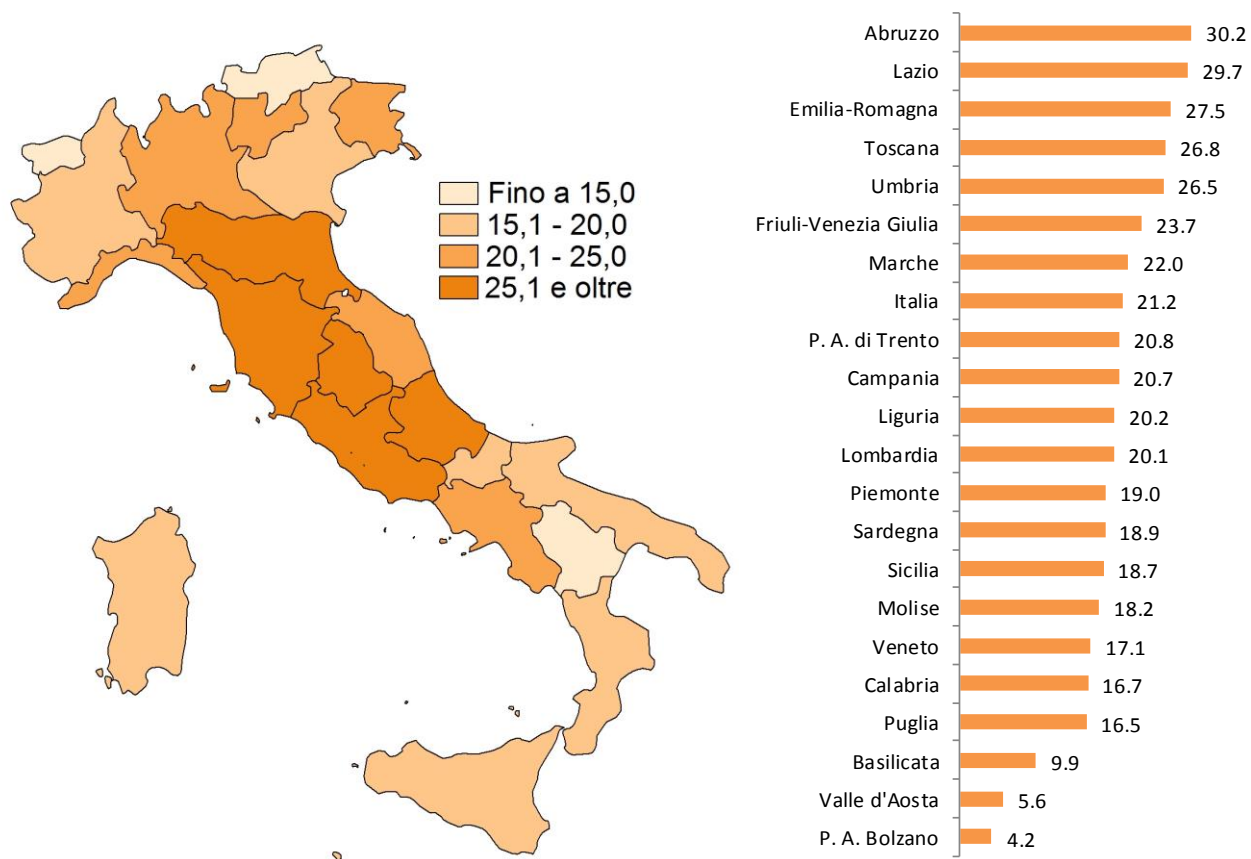 Fino a 15,0
15,1 - 20,0
20,1 - 25,0
25,1 e oltre
Abruzzo 30.2
Lazio 29.7
Emilia-Romagna 27.5
Toscana 26.8
Umbria 26.5
Friuli-Venezia Giulia 23.7
Marche 22.0
Italia 21.2
P. A. di Trento 20.8
Campania 20.7
Liguria 20.2
Lombardia 20.1
Piemonte 19.0
Sardegna 18.9
Sicilia 18.7
Molise 18.2
Veneto 17.1
Calabria 16.7
Puglia 16.5
Basilicata 9.9
Valle d'Aosta 5.6
P. A. Bolzano 4.2